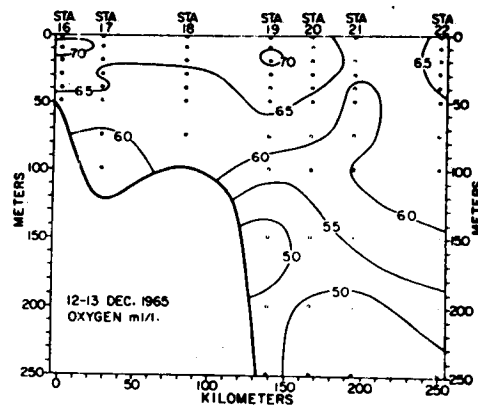 STA STA STA STA STA STA STA
16 17 18 19 20 21 22
0 0
70 70 65
65 65
50 50
60 60
100 100
METERS METERS
60
55
150 150
50
50
12-13 DEC. 1965
200 200
OXYGEN ml/l.
250 250
0 50 100 150 200 250
KILOMETERS